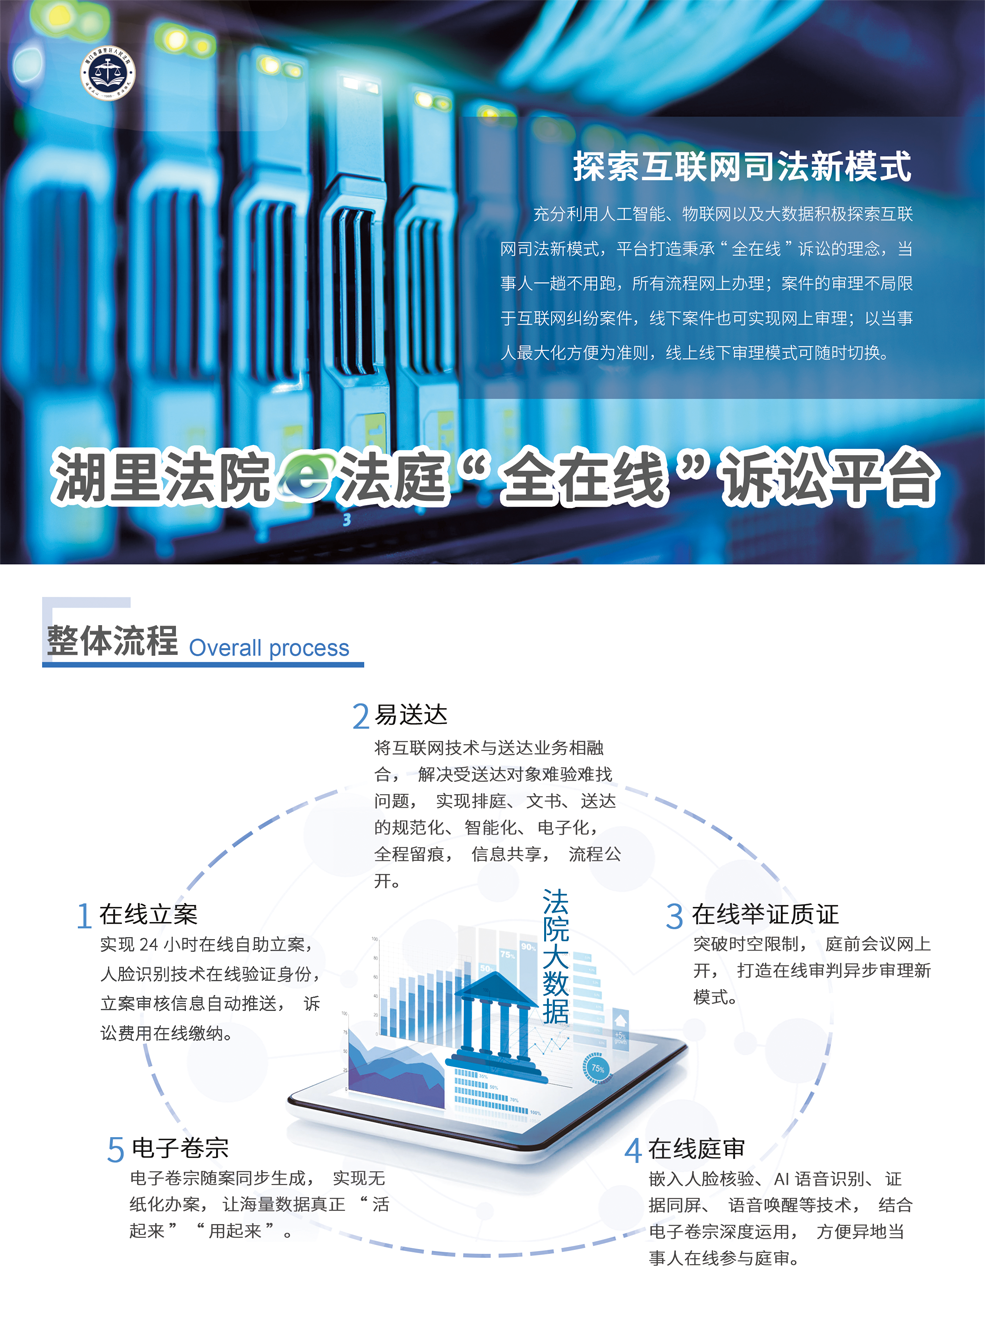 探索互联网司法新模式
充分利用人工智能、物联网以及大数据积极探索互联
网司法新模式，平台打造秉承“全在线”诉讼的理念，当
事人一趟不用跑，所有流程网上办理；案件的审理不局限
于互联网纠纷案件，线下案件也可实现网上审理；以当事
人最大化方便为准则，线上线下审理模式可随时切换。
湖里法院e法庭“全在线”诉讼平台
3
整体流程 Overall process
2 易送达
将互联网技术与送达业务相融
合， 解决受送达对象难验难找
问题， 实现排庭、文书、送达
的规范化、智能化、电子化，
全程留痕， 信息共享， 流程公
开。
1 在线立案
实现 24 小时在线自助立案，
人脸识别技术在线验证身份，
立案审核信息自动推送， 诉
讼费用在线缴纳。
法院大数据
50%
75%
90%
75%
3 在线举证质证
突破时空限制， 庭前会议网上
开， 打造在线审判异步审理新
模式。
5 电子卷宗
电子卷宗随案同步生成， 实现无
纸化办案， 让海量数据真正 “活
起来” “用起来”。
4 在线庭审
嵌入人脸核验、AI 语音识别、证
据同屏、 语音唤醒等技术， 结合
电子卷宗深度运用， 方便异地当
事人在线参与庭审。